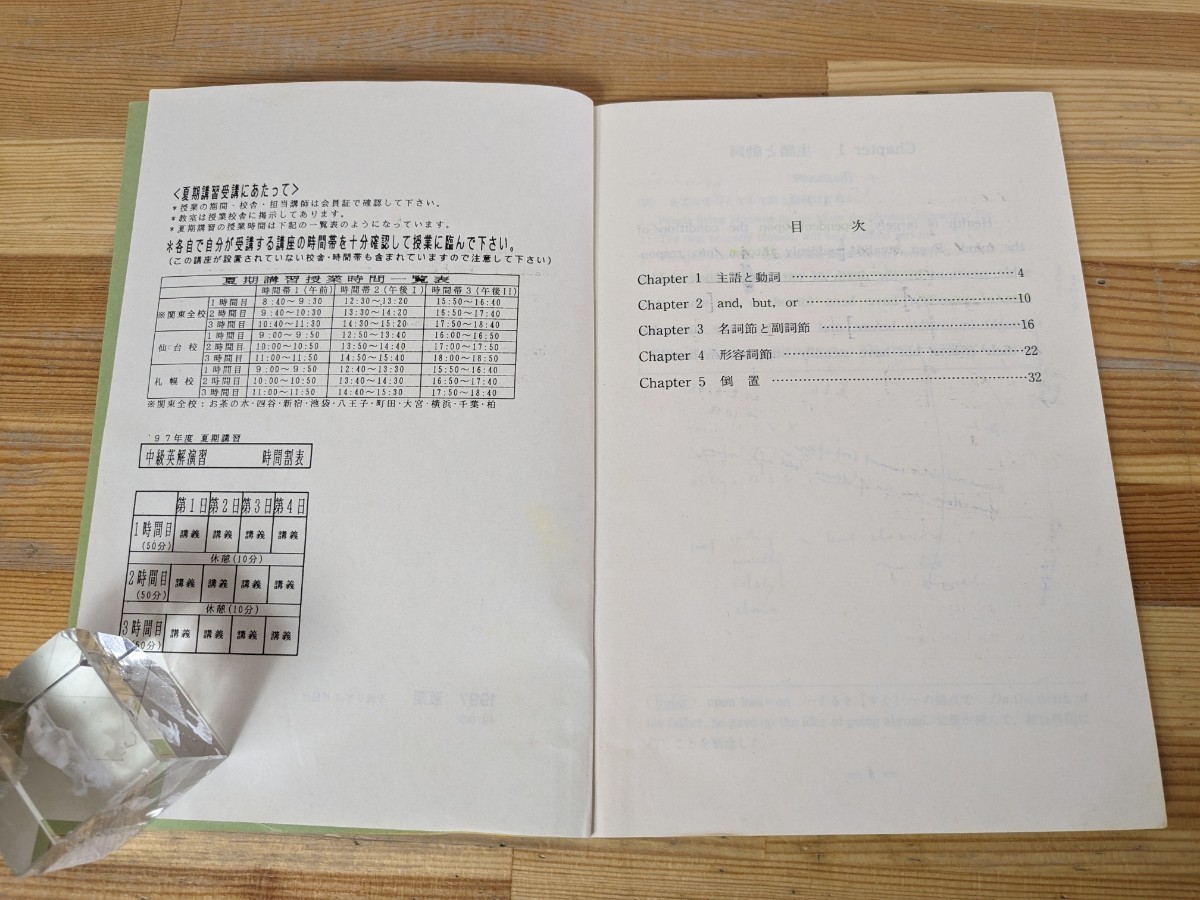 <夏期講習受講にあたって>
*授業の期間・校舎・担当講師は会員証で確認して下さい。
*教室は授業校舎に掲示してあります。
*夏期講習の授業時間は下記の一覧表のようになっています。
*各自で自分が受講する講座の時間帯を十分確認して授業に臨んで下さい。
(この講座が設置されていない校舎・時間帯も含まれていますので注意して下さい)
夏期講習授業時間一覧表
時間帯1(午前) 時間帯2(午後I) 時間帯3(午後II)
※関東全校 1時間目 8:40～9:30 12:30～13:20 15:50～16:40
2時間目 9:40～10:30 13:30～14:20 16:50～17:40
3時間目 10:40～11:30 14:30～15:20 17:50～18:40
仙台校 1時間目 9:00～9:50 12:50～13:40 16:00～16:50
2時間目 10:00～10:50 13:50～14:40 17:00～17:50
3時間目 11:00～11:50 14:50～15:40 18:00～18:50
札幌校 1時間目 9:00～9:50 12:40～13:30 15:50～16:40
2時間目 10:00～10:50 13:40～14:30 16:50～17:40
3時間目 11:00～11:50 14:40～15:30 17:50～18:40
※関東全校:お茶の水・四谷・新宿・池袋・八王子・町田・大宮・横浜・千葉・柏
'97年度 夏期講習
中級英解演習 時間割表
第1日 第2日 第3日 第4日
1時間目(50分) 講義 講義 講義 講義
休憩(10分)
2時間目(50分) 講義 講義 講義 講義
休憩(10分)
3時間目(50分) 講義 講義 講義 講義
目 次
Chapter 1 主語と動詞 4
Chapter 2 and, but, or 10
Chapter 3 名詞節と副詞節 16
Chapter 4 形容詞節 22
Chapter 5 倒置 32